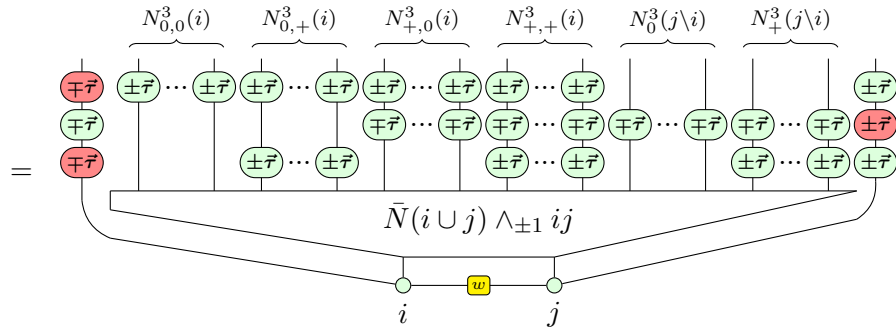 N^3_{0,0}(i) N^3_{0,+}(i) N^3_{+,0}(i) N^3_{+,+}(i) N^3_0(j\i) N^3_+(j\i)
∓τ⃗ ±τ⃗ ··· ±τ⃗ ±τ⃗ ··· ±τ⃗ ±τ⃗ ··· ±τ⃗ ±τ⃗ ··· ±τ⃗ ±τ⃗
∓τ⃗ ∓τ⃗ ··· ∓τ⃗ ∓τ⃗ ··· ∓τ⃗ ∓τ⃗ ··· ∓τ⃗ ∓τ⃗ ··· ∓τ⃗ ±τ⃗
= ∓τ⃗ ±τ⃗ ··· ±τ⃗ ±τ⃗ ··· ±τ⃗ ±τ⃗ ··· ±τ⃗ ±τ⃗
N̄(i ∪ j) ∧_{±1} ij
w
i j